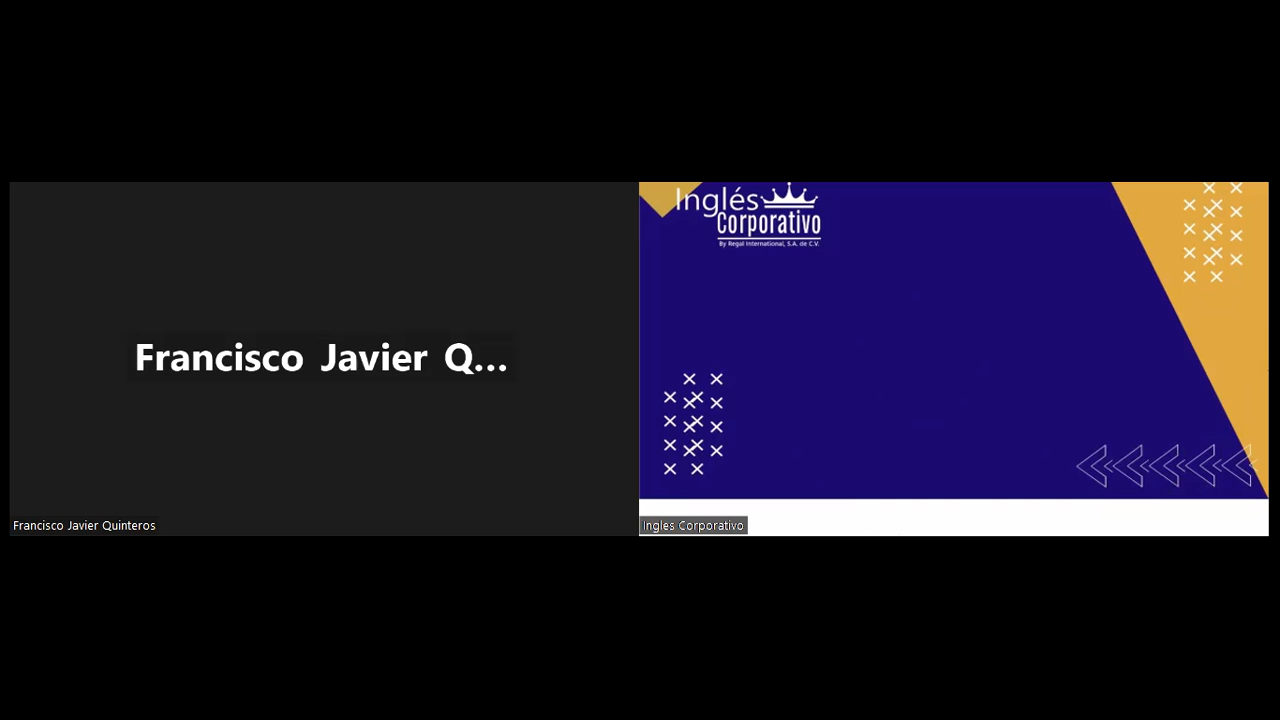 Francisco Javier Q...
Francisco Javier Quinteros
Inglés
Corporativo
By Regal International, S.A. de C.V.
Ingles Corporativo